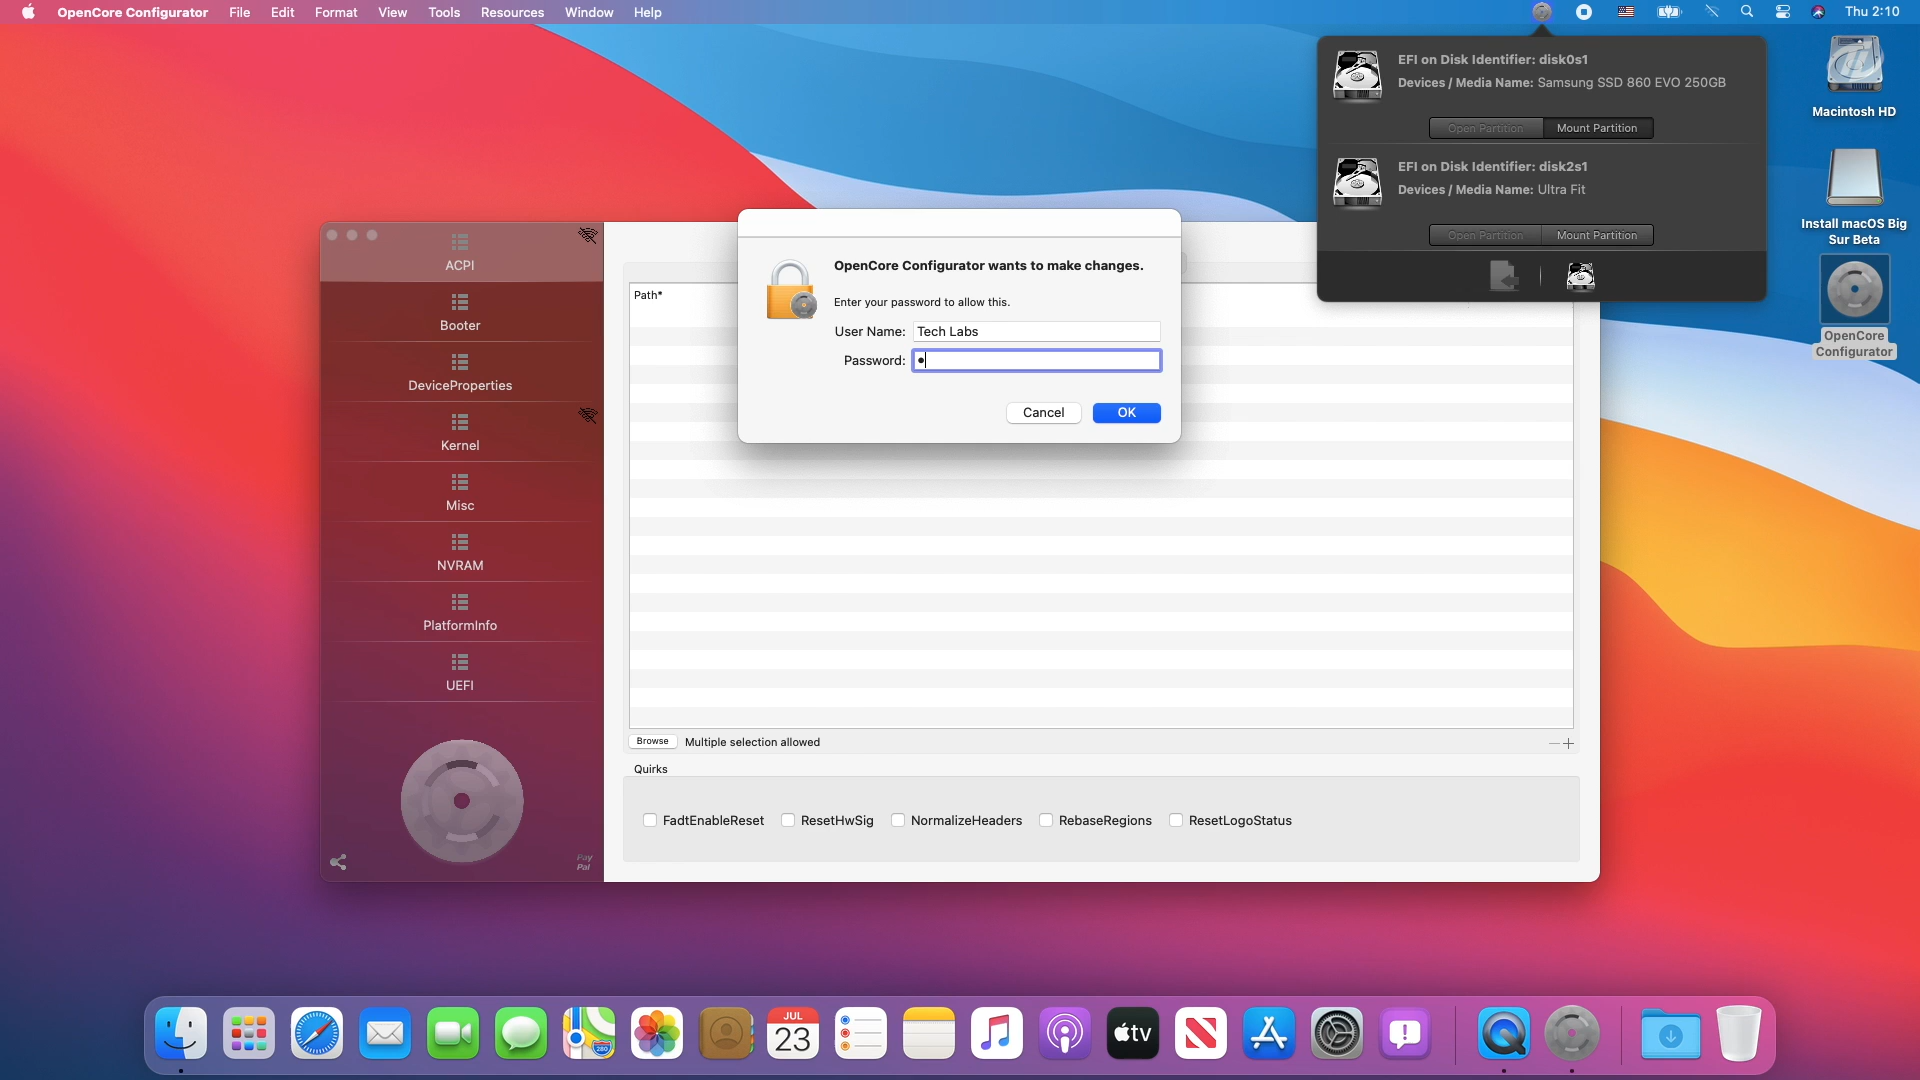 OpenCore Configurator File Edit Format View Tools Resources Window Help Thu 2:10
EFI on Disk Identifier: disk0s1
Devices / Media Name: Samsung SSD 860 EVO 250GB
Open Partition Mount Partition
EFI on Disk Identifier: disk2s1
Devices / Media Name: Ultra Fit
Open Partition Mount Partition
Macintosh HD
Install macOS Big
Sur Beta
OpenCore
Configurator
OpenCore Configurator wants to make changes.
Enter your password to allow this.
User Name: Tech Labs
Password: •
Cancel OK
ACPI
Booter
DeviceProperties
Kernel
Misc
NVRAM
PlatformInfo
UEFI
Pay
Pal
Path*
Browse Multiple selection allowed
Quirks
FadtEnableReset ResetHwSig NormalizeHeaders RebaseRegions ResetLogoStatus
JUL
23
280
tv